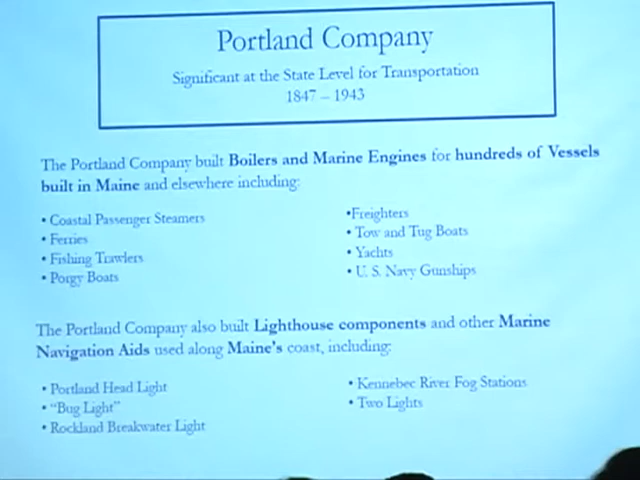 Portland Company
Significant at the State Level for Transportation
1847 – 1943
The Portland Company built Boilers and Marine Engines for hundreds of Vessels
built in Maine and elsewhere including:
• Coastal Passenger Steamers
• Ferries
• Fishing Trawlers
• Porgy Boats
•Freighters
• Tow and Tug Boats
• Yachts
• U. S. Navy Gunships
The Portland Company also built Lighthouse components and other Marine
Navigation Aids used along Maine's coast, including:
• Portland Head Light
• "Bug Light"
• Rockland Breakwater Light
• Kennebec River Fog Stations
• Two Lights